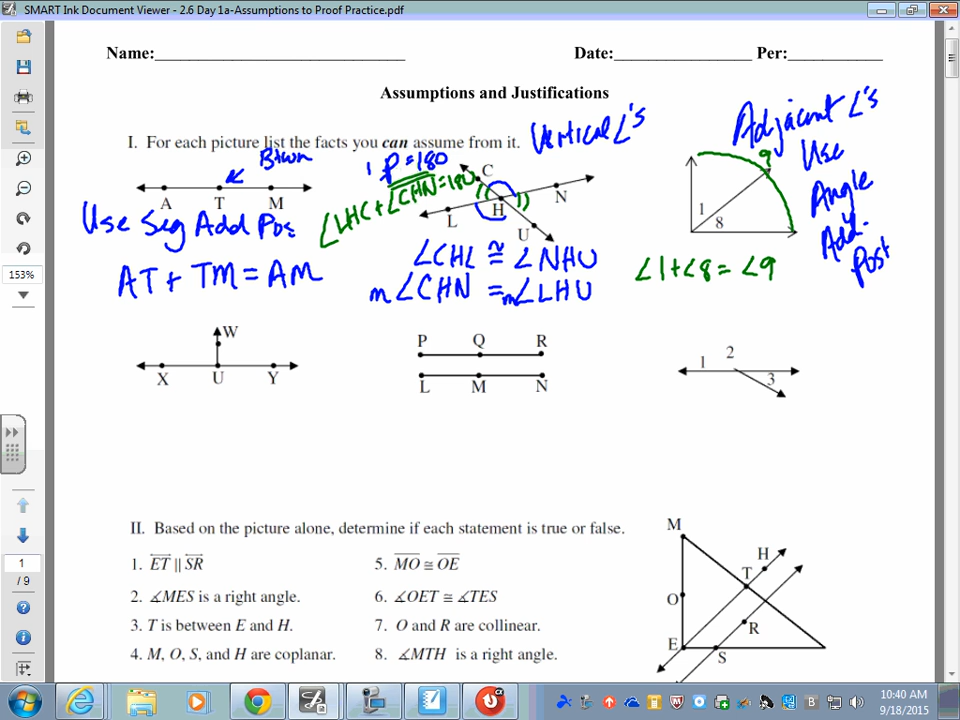 SMART Ink Document Viewer - 2.6 Day 1a-Assumptions to Proof Practice.pdf
Name:
Date:
Per:
Assumptions and Justifications
I. For each picture list the facts you can assume from it.
Vertical ∠'s
Adjacent ∠'s
Use
Angle
Add.
Post
Btwn
A T M
Use Seg Add Pos
AT + TM = AM
1 P = 180
∠LHC + ∠CHN = 180
C
N
H
L
U
∠CHL ≅ ∠NHU
m∠CHN = m∠LHU
9
1
8
∠1+∠8 = ∠9
W
X U Y
P Q R
L M N
1 2 3
153%
II. Based on the picture alone, determine if each statement is true or false.
1. ET || SR
2. ∡MES is a right angle.
3. T is between E and H.
4. M, O, S, and H are coplanar.
5. MO ≅ OE
6. ∡OET ≅ ∡TES
7. O and R are collinear.
8. ∡MTH is a right angle.
M
H
T
O
R
E
S
1
/ 9
10:40 AM
9/18/2015